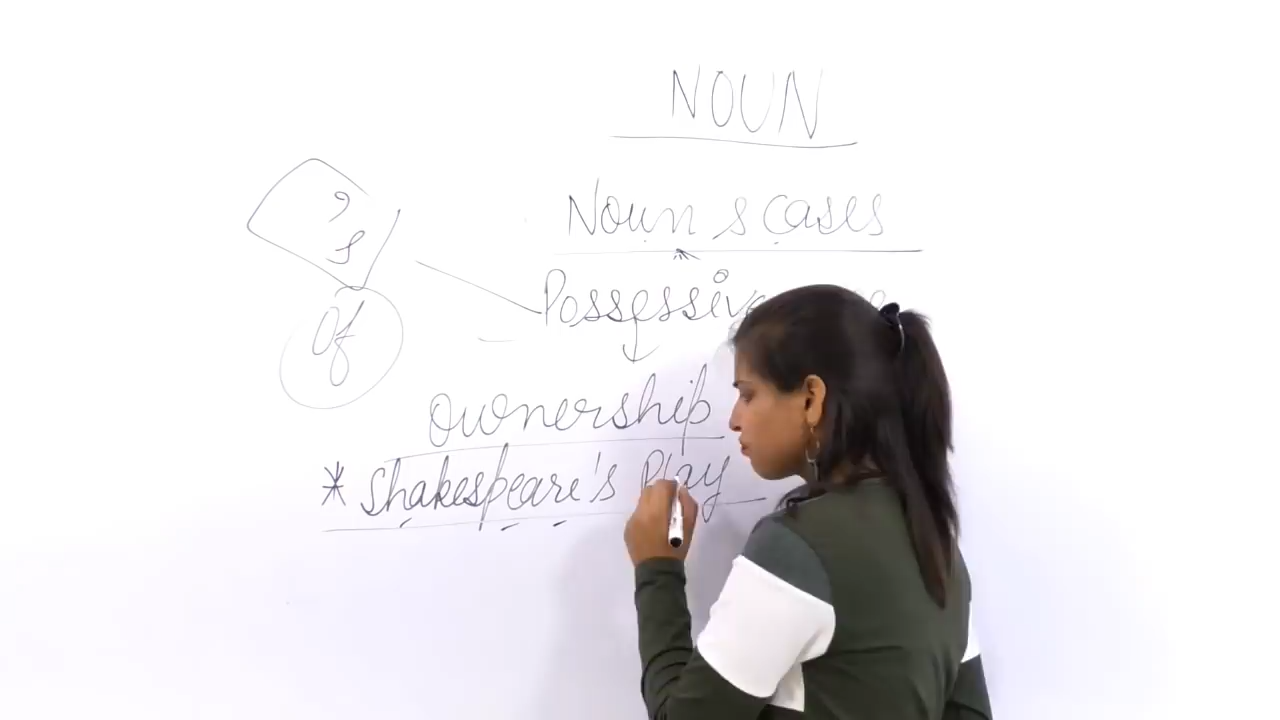 NOUN
Noun s cases
' s
Possessive
Of
ownership
* Shakespeare's Play